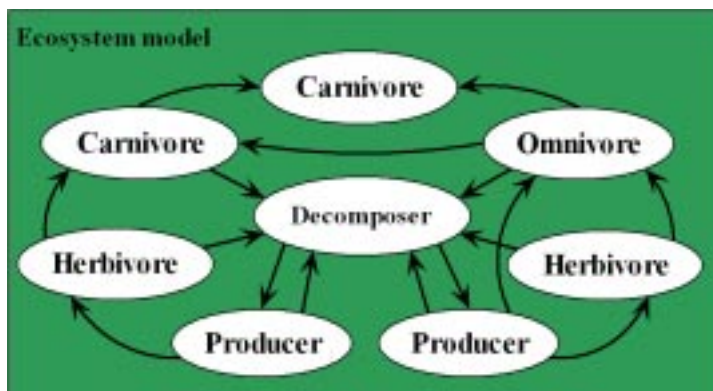 Ecosystem model
Carnivore
Carnivore
Omnivore
Decomposer
Herbivore
Herbivore
Producer
Producer